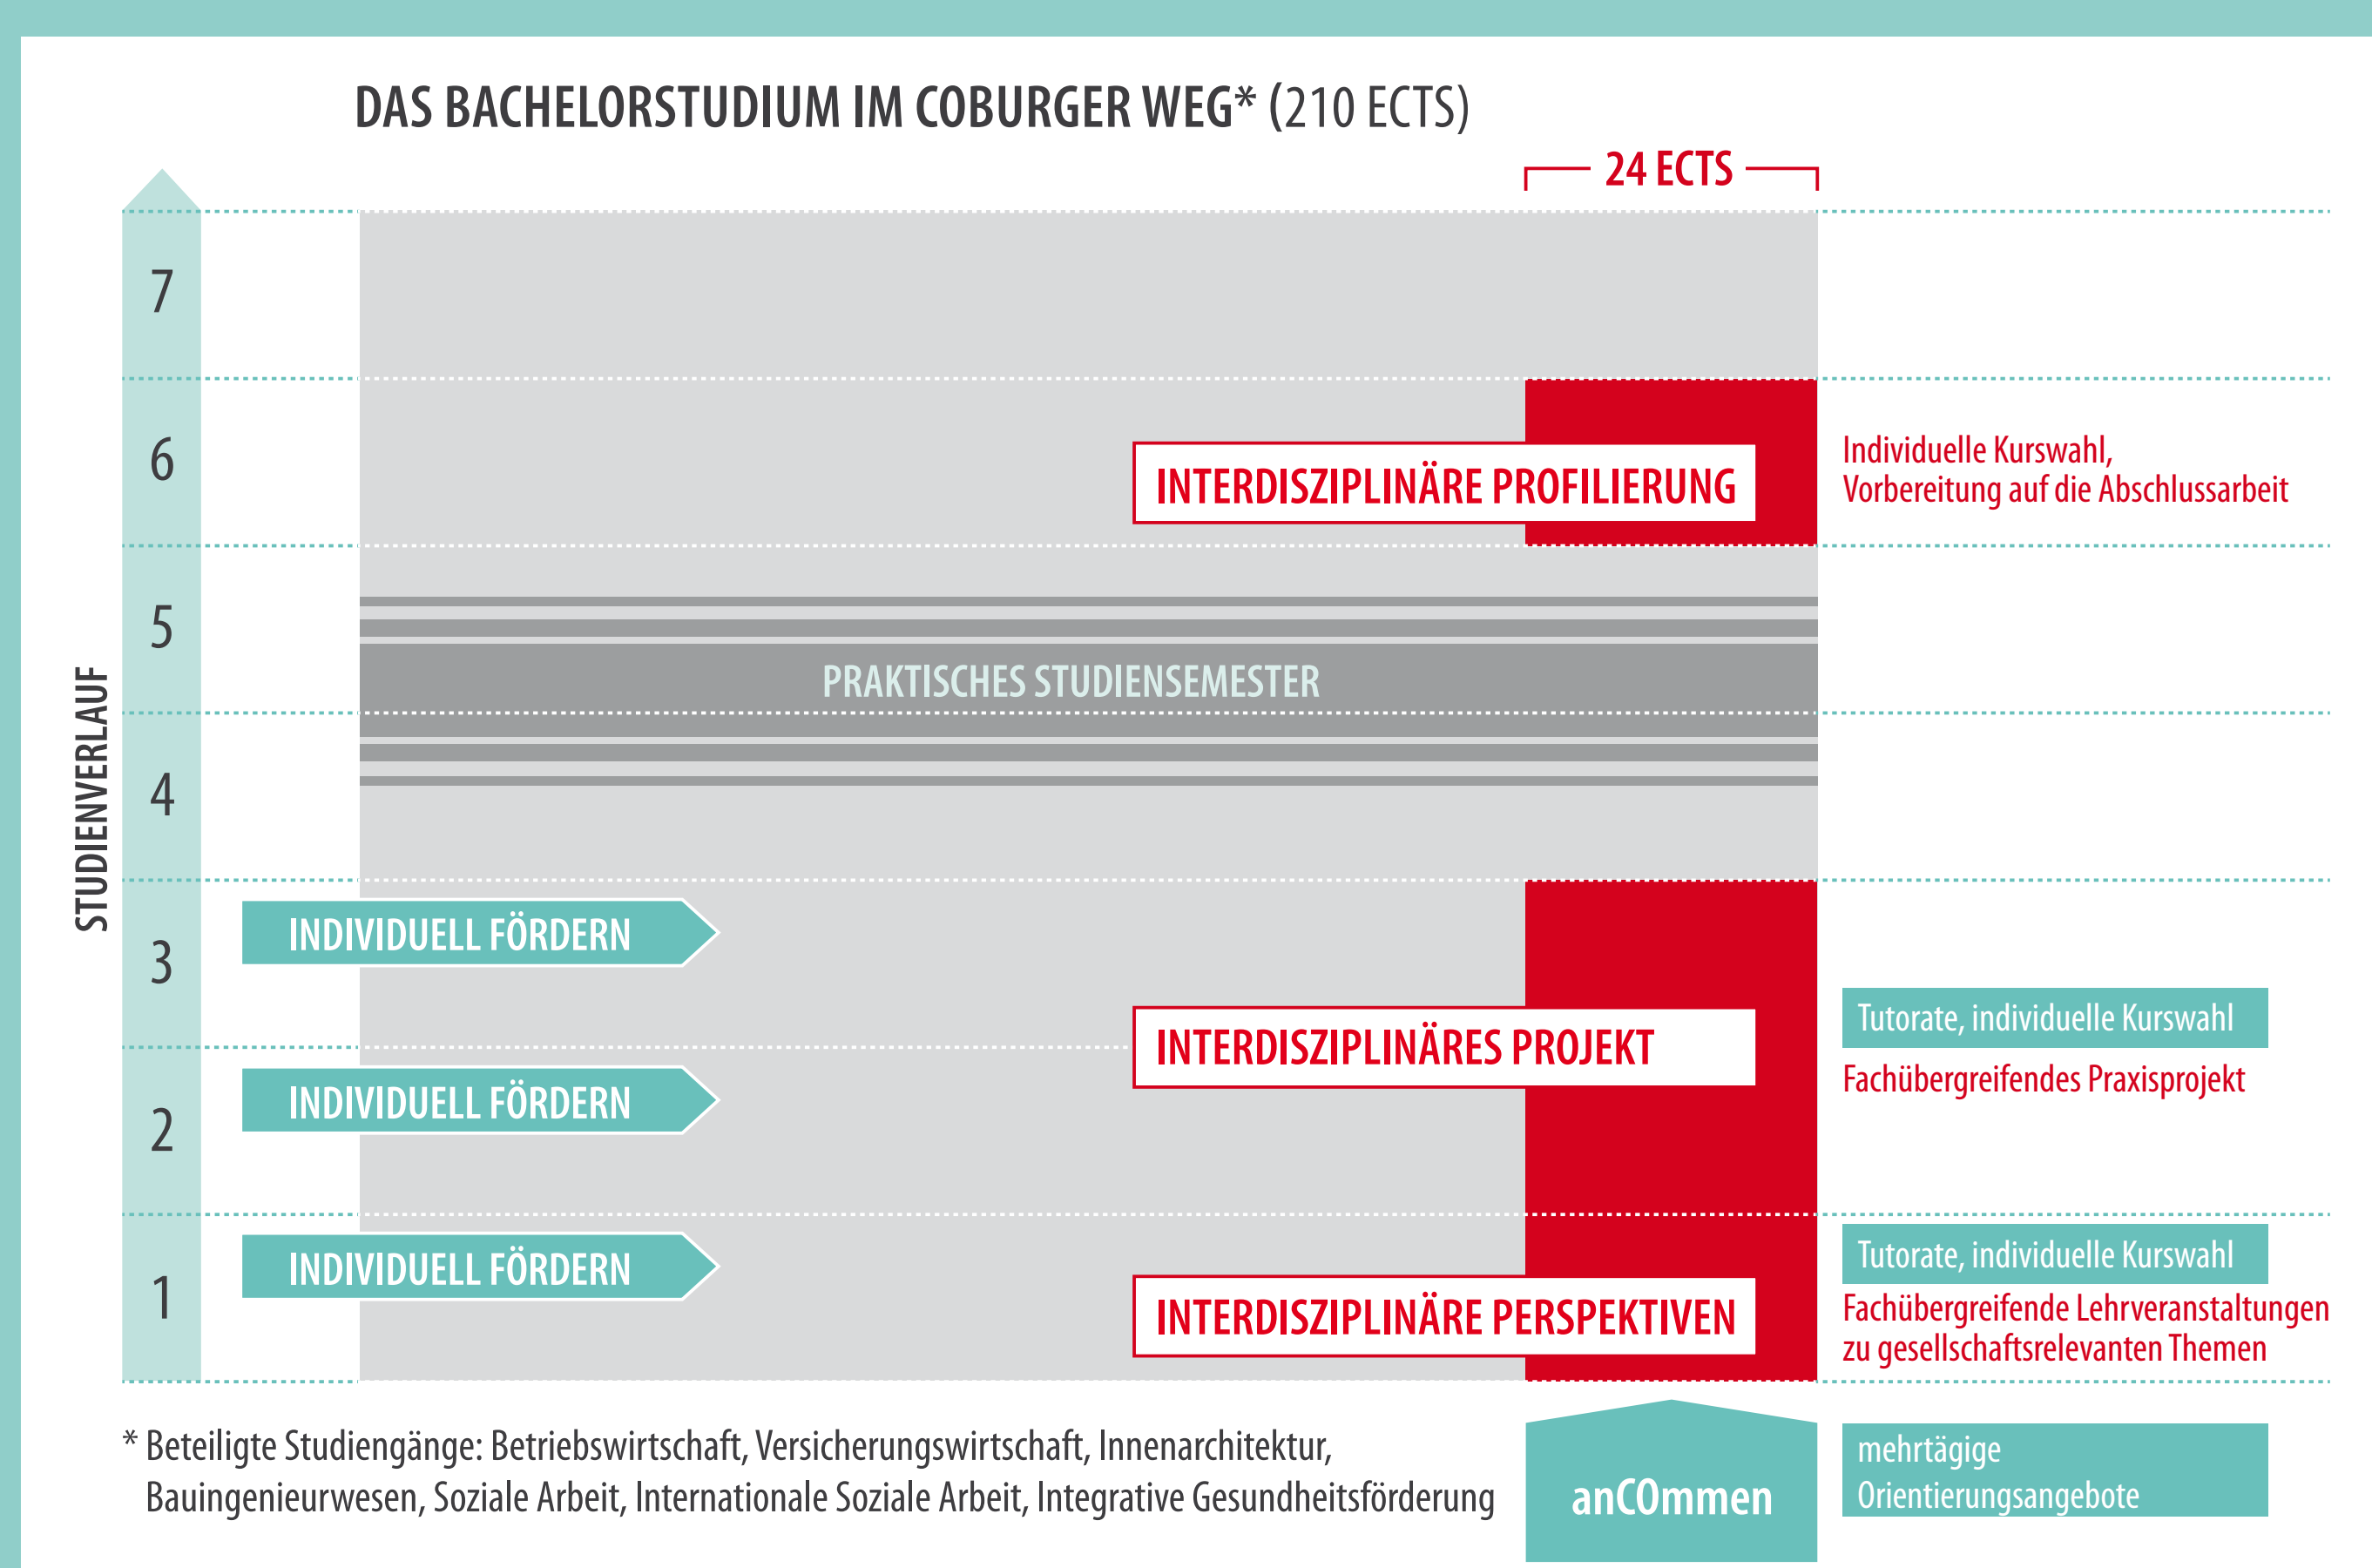 DAS BACHELORSTUDIUM IM COBURGER WEG* (210 ECTS)
24 ECTS
STUDIENVERLAUF
7
6
INTERDISZIPLINÄRE PROFILIERUNG
Individuelle Kurswahl,
Vorbereitung auf die Abschlussarbeit
5
PRAKTISCHES STUDIENSEMESTER
4
3
INDIVIDUELL FÖRDERN
INTERDISZIPLINÄRES PROJEKT
Tutorate, individuelle Kurswahl
Fachübergreifendes Praxisprojekt
2
INDIVIDUELL FÖRDERN
1
INDIVIDUELL FÖRDERN
INTERDISZIPLINÄRE PERSPEKTIVEN
Tutorate, individuelle Kurswahl
Fachübergreifende Lehrveranstaltungen
zu gesellschaftsrelevanten Themen
* Beteiligte Studiengänge: Betriebswirtschaft, Versicherungswirtschaft, Innenarchitektur,
Bauingenieurwesen, Soziale Arbeit, Internationale Soziale Arbeit, Integrative Gesundheitsförderung
anCOmmen
mehrtägige
Orientierungsangebote